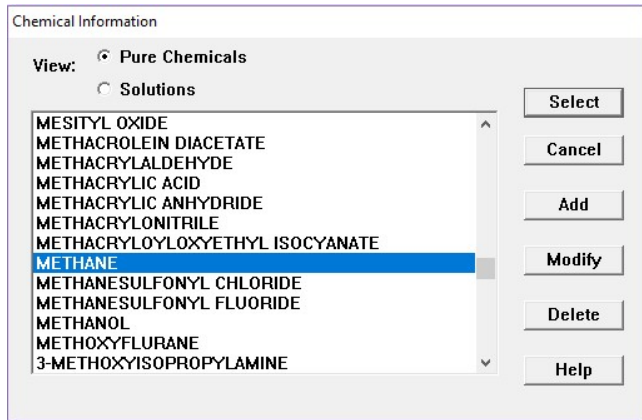 Chemical Information
View:
Pure Chemicals
Solutions
MESITYL OXIDE
METHACROLEIN DIACETATE
METHACRYLALDEHYDE
METHACRYLIC ACID
METHACRYLIC ANHYDRIDE
METHACRYLONITRILE
METHACRYLOYLOXYETHYL ISOCYANATE
METHANE
METHANESULFONYL CHLORIDE
METHANESULFONYL FLUORIDE
METHANOL
METHOXYFLURANE
3-METHOXYISOPROPYLAMINE
Select
Cancel
Add
Modify
Delete
Help